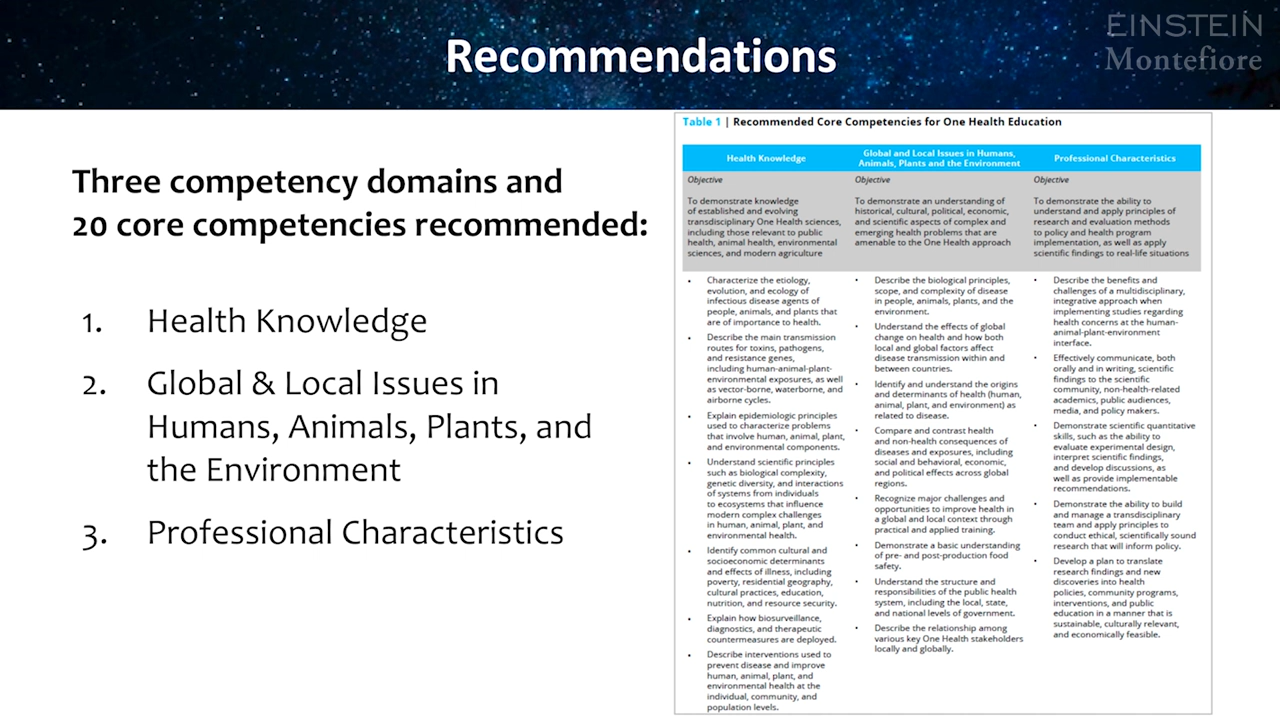 EINSTEIN
Montefiore
Recommendations
Three competency domains and
20 core competencies recommended:
1. Health Knowledge
2. Global & Local Issues in
Humans, Animals, Plants, and
the Environment
3. Professional Characteristics
Table 1 | Recommended Core Competencies for One Health Education
Health Knowledge
Objective
To demonstrate knowledge
of established and evolving
transdisciplinary One Health sciences,
including those relevant to public
health, animal health, environmental
sciences, and modern agriculture
• Characterize the etiology,
evolution, and ecology of
infectious disease agents of
people, animals, and plants that
are of importance to health.
• Describe the main transmission
routes for toxins, pathogens,
and resistance genes,
including human-animal-plant-
environmental exposures, as well
as vector-borne, waterborne, and
airborne cycles.
• Explain epidemiologic principles
used to characterize problems
that involve human, animal, plant,
and environmental components.
• Understand scientific principles
such as biological complexity,
genetic diversity, and interactions
of systems from individuals
to ecosystems that influence
modern complex challenges
in human, animal, plant, and
environmental health.
• Identify common cultural and
socioeconomic determinants
and effects of illness, including
poverty, residential geography,
cultural practices, education,
nutrition, and resource security.
• Explain how biosurveillance,
diagnostics, and therapeutic
countermeasures are deployed.
• Describe interventions used to
prevent disease and improve
human, animal, plant, and
environmental health at the
individual, community, and
population levels.
Global and Local Issues in Humans,
Animals, Plants and the Environment
Objective
To demonstrate an understanding of
historical, cultural, political, economic,
and scientific aspects of complex and
emerging health problems that are
amenable to the One Health approach
• Describe the biological principles,
scope, and complexity of disease
in people, animals, plants, and the
environment.
• Understand the effects of global
change on health and how both
local and global factors affect
disease transmission within and
between countries.
• Identify and understand the origins
and determinants of health (human,
animal, plant, and environment) as
related to disease.
• Compare and contrast health
and non-health consequences of
diseases and exposures, including
social and behavioral, economic,
and political effects across global
regions.
• Recognize major challenges and
opportunities to improve health in
a global and local context through
practical and applied training.
• Demonstrate a basic understanding
of pre- and post-production food
safety.
• Understand the structure and
responsibilities of the public health
system, including the local, state,
and national levels of government.
• Describe the relationship among
various key One Health stakeholders
locally and globally.
Professional Characteristics
Objective
To demonstrate the ability to
understand and apply principles of
research and evaluation methods
to policy and health program
implementation, as well as apply
scientific findings to real-life situations
• Describe the benefits and
challenges of a multidisciplinary,
integrative approach when
implementing studies regarding
health concerns at the human-
animal-plant-environment
interface.
• Effectively communicate, both
orally and in writing, scientific
findings to the scientific
community, non-health-related
academics, public audiences,
media, and policy makers.
• Demonstrate scientific quantitative
skills, such as the ability to
evaluate experimental design,
interpret scientific findings,
and develop discussions, as
well as provide implementable
recommendations.
• Demonstrate the ability to build
and manage a transdisciplinary
team and apply principles to
conduct ethical, scientifically sound
research that will inform policy.
• Develop a plan to translate
research findings and new
discoveries into health
policies, community programs,
interventions, and public
education in a manner that is
sustainable, culturally relevant,
and economically feasible.